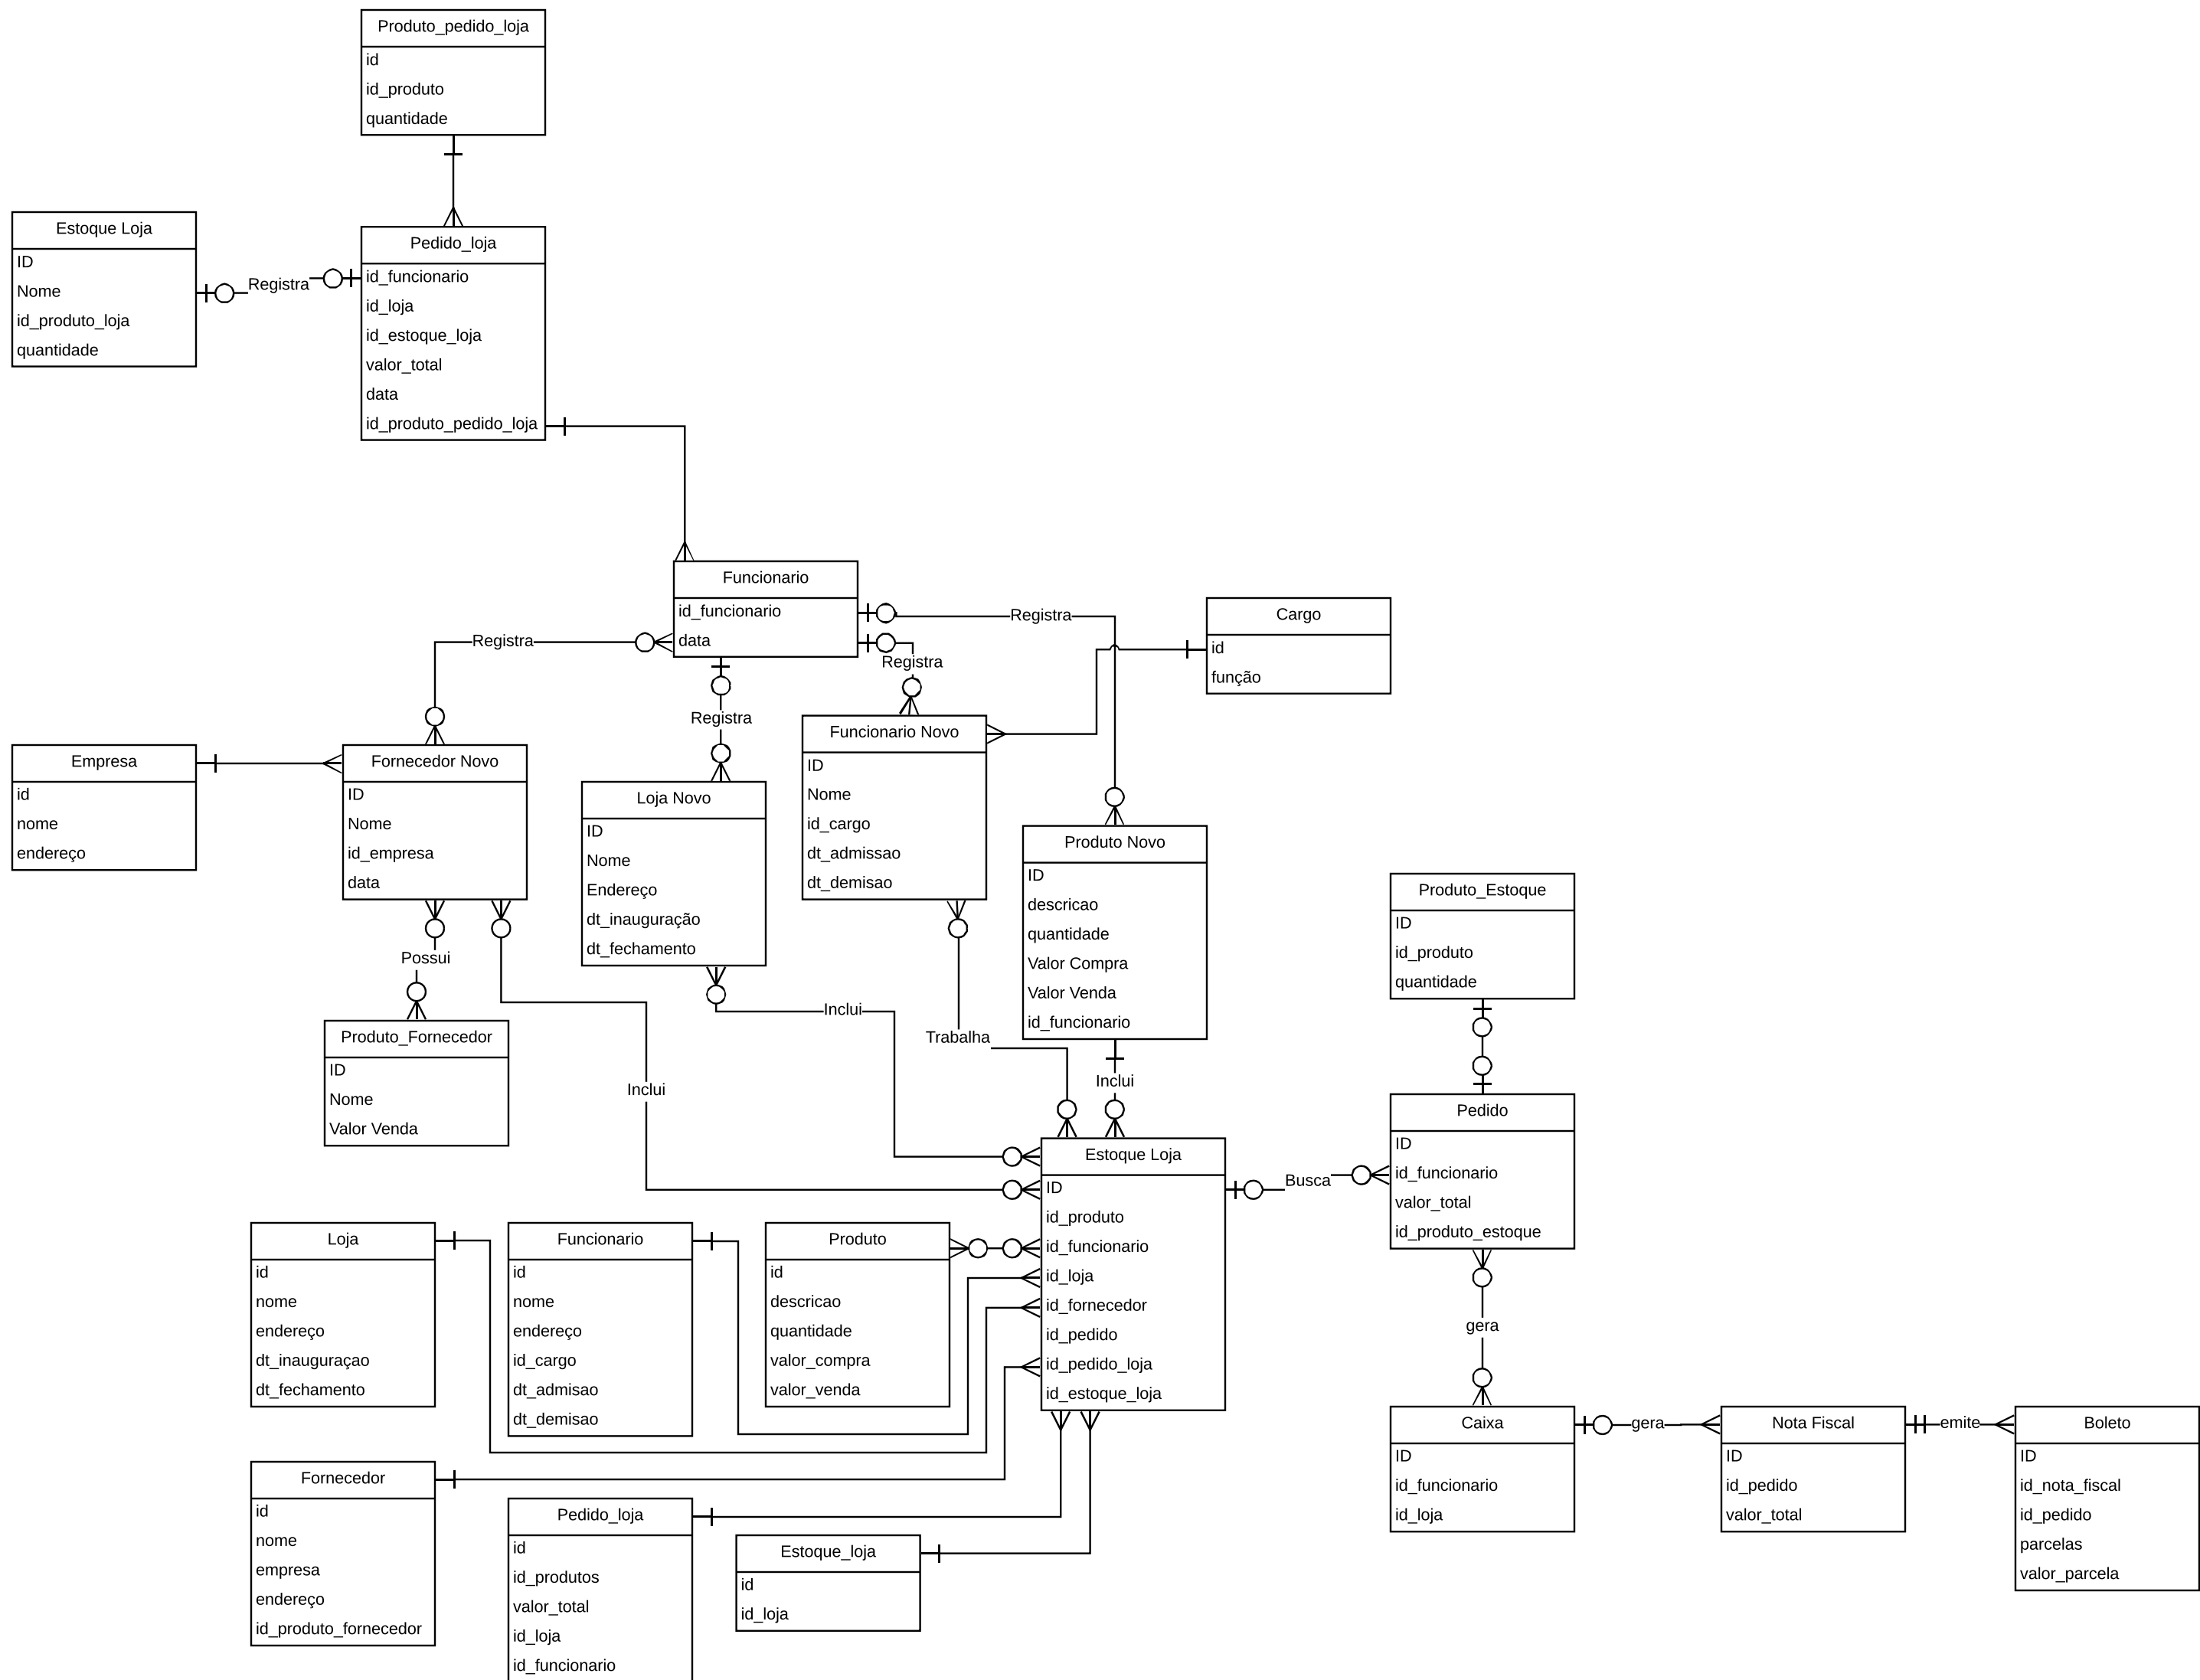 Produto_pedido_loja
id
id_produto
quantidade
Estoque Loja
ID
Nome
id_produto_loja
quantidade
Registra
Pedido_loja
id_funcionario
id_loja
id_estoque_loja
valor_total
data
id_produto_pedido_loja
Funcionario
id_funcionario
data
Registra
Registra
Registra
Registra
Cargo
id
função
Empresa
id
nome
endereço
Fornecedor Novo
ID
Nome
id_empresa
data
Loja Novo
ID
Nome
Endereço
dt_inauguração
dt_fechamento
Funcionario Novo
ID
Nome
id_cargo
dt_admissao
dt_demisao
Produto Novo
ID
descricao
quantidade
Valor Compra
Valor Venda
id_funcionario
Produto_Estoque
ID
id_produto
quantidade
Possui
Inclui
Inclui
Trabalha
Inclui
Produto_Fornecedor
ID
Nome
Valor Venda
Estoque Loja
ID
id_produto
id_funcionario
id_loja
id_fornecedor
id_pedido
id_pedido_loja
id_estoque_loja
Busca
Pedido
ID
id_funcionario
valor_total
id_produto_estoque
gera
Loja
id
nome
endereço
dt_inauguraçao
dt_fechamento
Funcionario
id
nome
endereço
id_cargo
dt_admisao
dt_demisao
Produto
id
descricao
quantidade
valor_compra
valor_venda
Caixa
ID
id_funcionario
id_loja
gera
Nota Fiscal
ID
id_pedido
valor_total
emite
Boleto
ID
id_nota_fiscal
id_pedido
parcelas
valor_parcela
Fornecedor
id
nome
empresa
endereço
id_produto_fornecedor
Pedido_loja
id
id_produtos
valor_total
id_loja
id_funcionario
Estoque_loja
id
id_loja